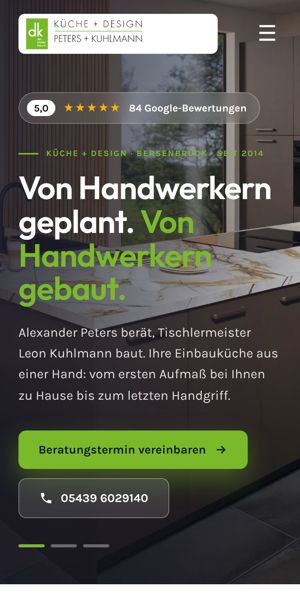 dk
KÜCHE + DESIGN
PETERS + KUHLMANN
5,0 ★★★★★ 84 Google-Bewertungen
KÜCHE + DESIGN · BERSENBRÜCK · SEIT 2014
Von Handwerkern
geplant. Von
Handwerkern
gebaut.
Alexander Peters berät, Tischlermeister
Leon Kuhlmann baut. Ihre Einbauküche aus
einer Hand: vom ersten Aufmaß bei Ihnen
zu Hause bis zum letzten Handgriff.
Beratungstermin vereinbaren →
05439 6029140